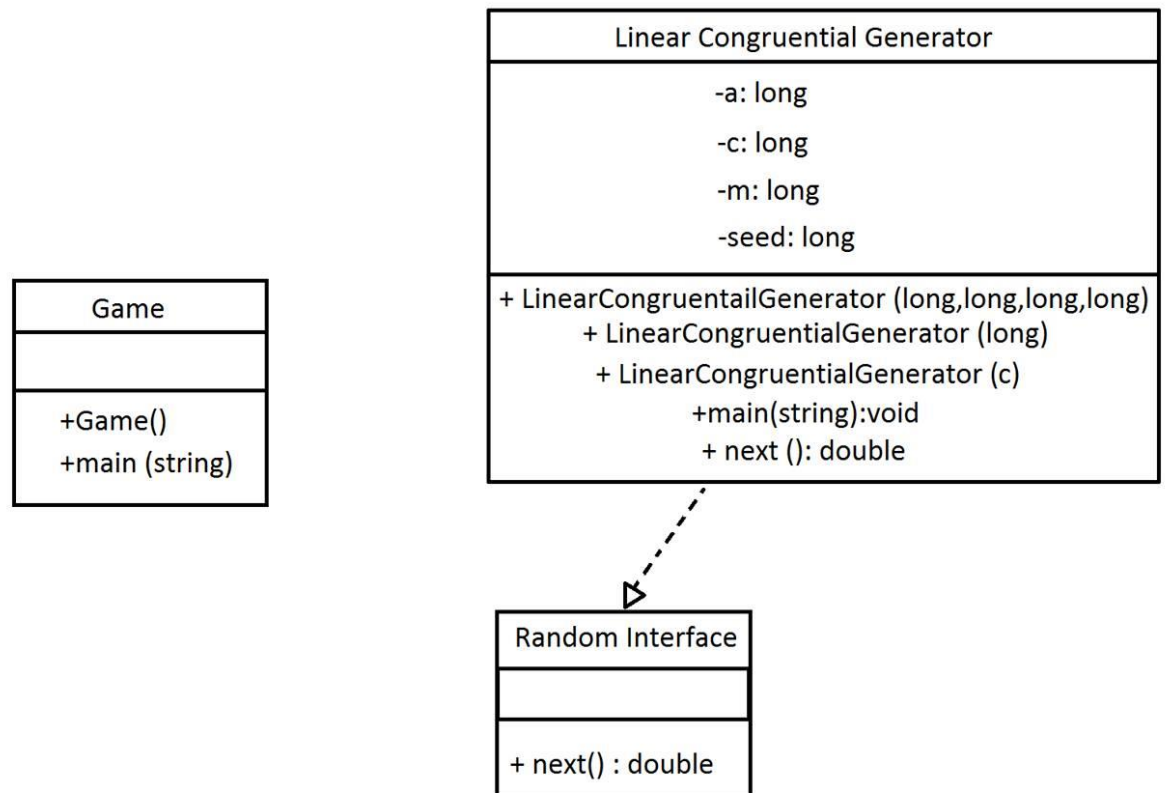 Linear Congruential Generator
-a: long
-c: long
-m: long
-seed: long
+ LinearCongruentailGenerator (long,long,long,long)
+ LinearCongruentialGenerator (long)
+ LinearCongruentialGenerator (c)
+main(string):void
+ next (): double
Game
+Game()
+main (string)
Random Interface
+ next() : double